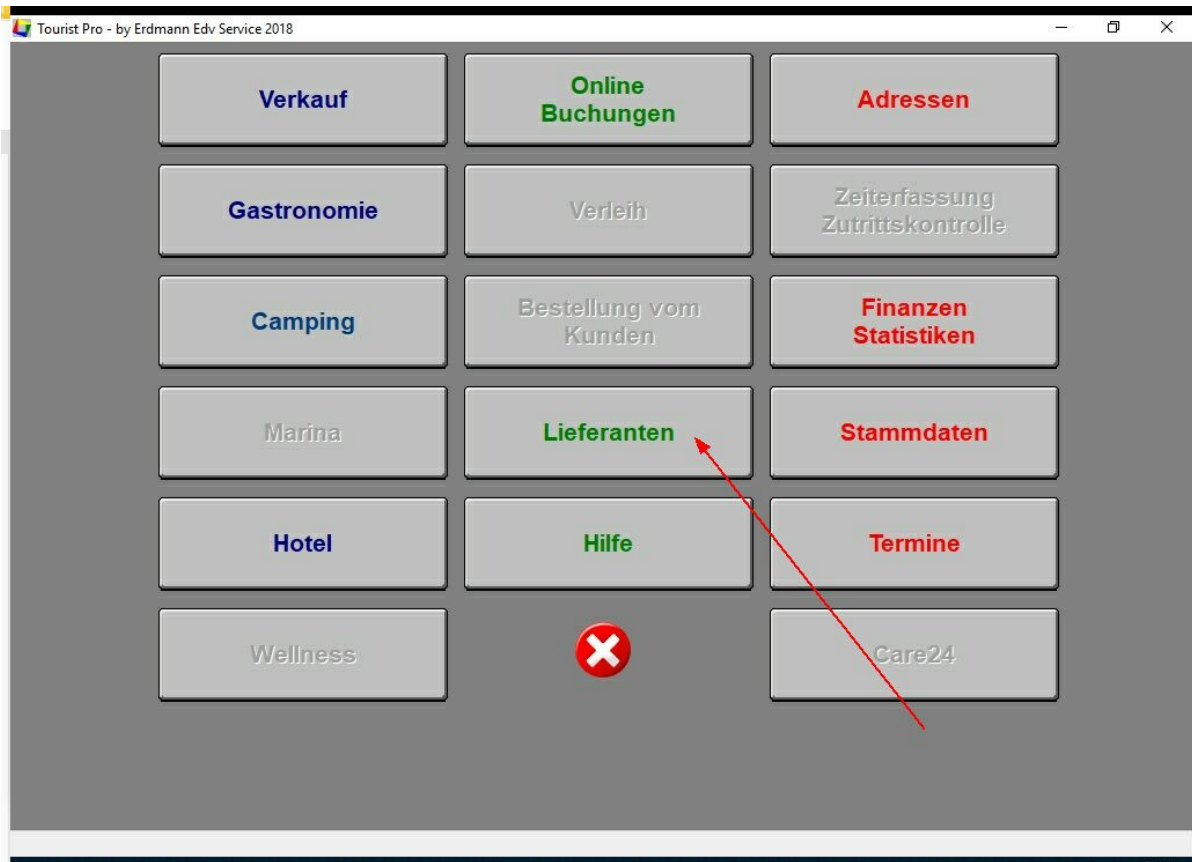 Tourist Pro - by Erdmann Edv Service 2018
Verkauf
Online
Buchungen
Adressen
Gastronomie
Verleih
Zeiterfassung
Zutrittskontrolle
Camping
Bestellung vom
Kunden
Finanzen
Statistiken
Marina
Lieferanten
Stammdaten
Hotel
Hilfe
Termine
Wellness
Care24